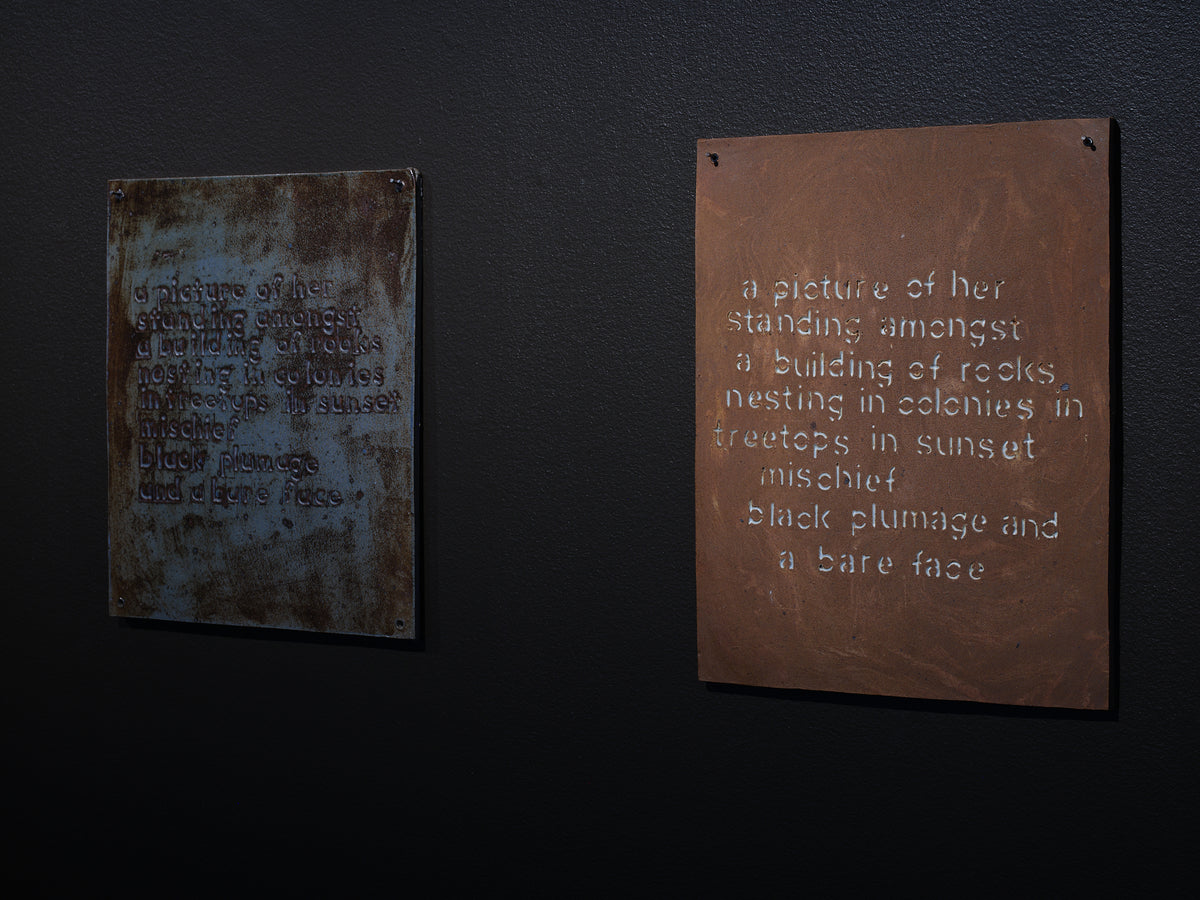 a picture of her
standing amongst
a building of rooks
nesting in colonies
in treetops in sunset
mischief
black plumage
and a bare face
a picture of her
standing amongst
a building of rooks
nesting in colonies in
treetops in sunset
mischief
black plumage and
a bare face